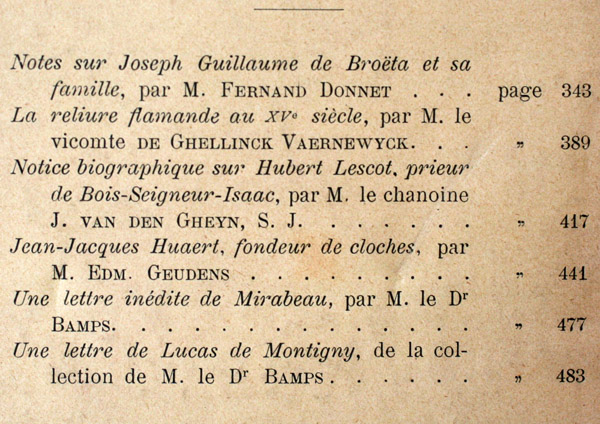 Notes sur Joseph Guillaume de Broëta et sa
famille, par M. FERNAND DONNET . . . page 343
La reliure flamande au XVe siècle, par M. le
vicomte DE GHELLINCK VAERNEWYCK. . . „ 389
Notice biographique sur Hubert Lescot, prieur
de Bois-Seigneur-Isaac, par M. le chanoine
J. VAN DEN GHEYN, S. J. . . . . . . „ 417
Jean-Jacques Huaert, fondeur de cloches, par
M. EDM. GEUDENS . . . . . . . . . „ 441
Une lettre inédite de Mirabeau, par M. le Dr
BAMPS. . . . . . . . . . . . . . „ 477
Une lettre de Lucas de Montigny, de la col-
lection de M. le Dr BAMPS . . . . . . „ 483